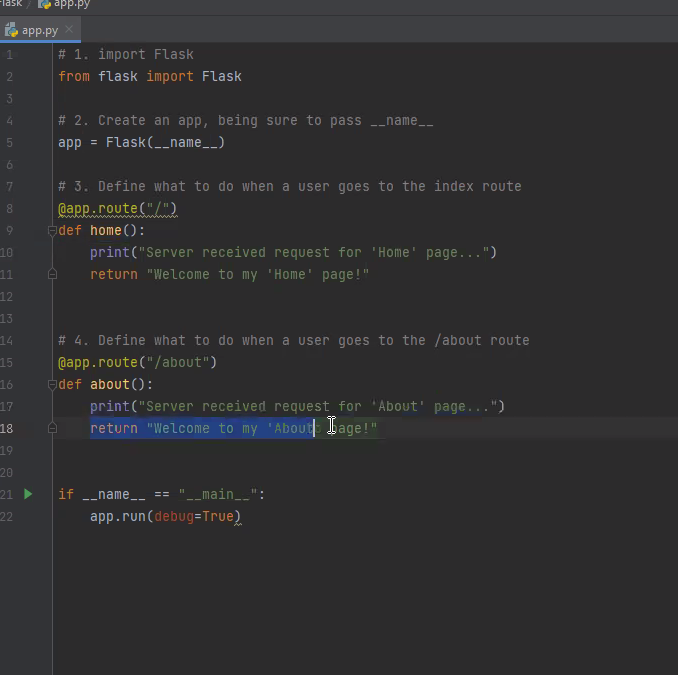 Flask
app.py
app.py
1 # 1. import Flask
2 from flask import Flask
3
4 # 2. Create an app, being sure to pass __name__
5 app = Flask(__name__)
6
7 # 3. Define what to do when a user goes to the index route
8 @app.route("/")
9 def home():
10 print("Server received request for 'Home' page...")
11 return "Welcome to my 'Home' page!"
12
13
14 # 4. Define what to do when a user goes to the /about route
15 @app.route("/about")
16 def about():
17 print("Server received request for 'About' page...")
18 return "Welcome to my 'About page!"
19
20
21 if __name__ == "__main__":
22 app.run(debug=True)